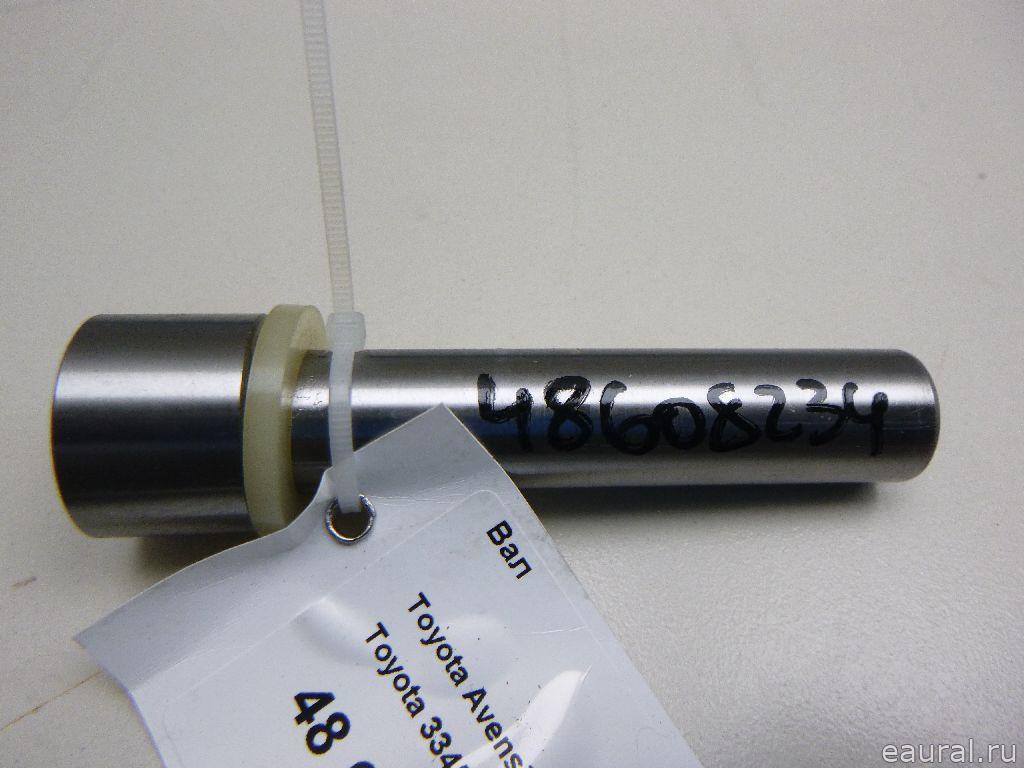 48608234
Вал
Toyota Avens
Toyota 334
48
eaural.ru